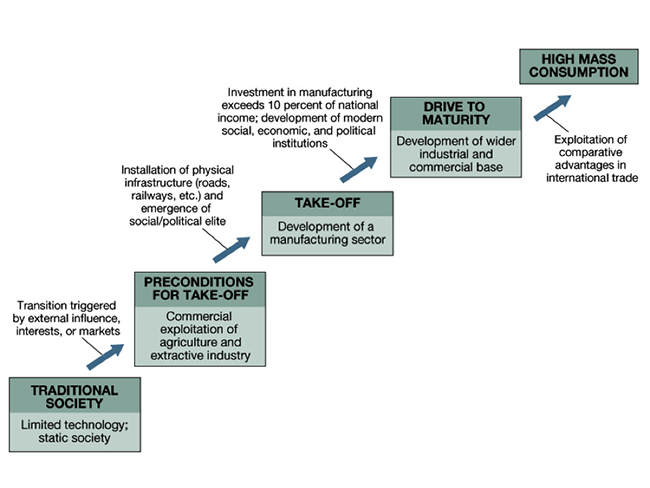 HIGH MASS
CONSUMPTION
Investment in manufacturing
exceeds 10 percent of national
income; development of modern
social, economic, and political
institutions
DRIVE TO
MATURITY
Development of wider
industrial and
commercial base
Exploitation of
comparative
advantages in
international trade
Installation of physical
infrastructure (roads,
railways, etc.) and
emergence of
social/political elite
TAKE-OFF
Development of a
manufacturing sector
PRECONDITIONS
FOR TAKE-OFF
Commercial
exploitation of
agriculture and
extractive industry
Transition triggered
by external influence,
interests, or markets
TRADITIONAL
SOCIETY
Limited technology;
static society